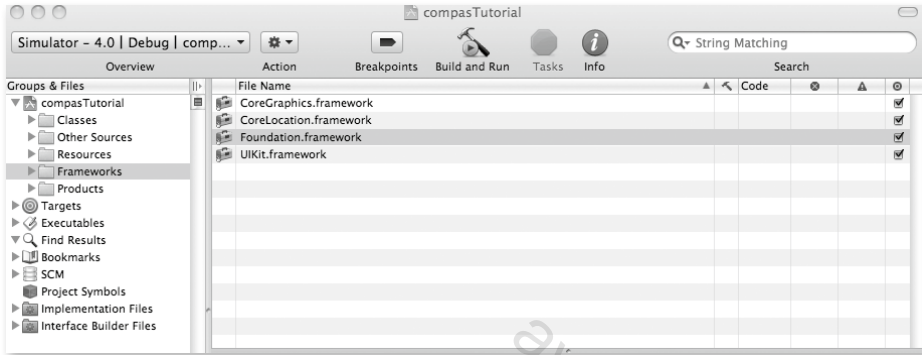 compasTutorial
Simulator - 4.0 | Debug | comp...
String Matching
Overview
Action
Breakpoints
Build and Run
Tasks
Info
Search
Groups & Files
File Name
Code
compasTutorial
CoreGraphics.framework
Classes
CoreLocation.framework
Other Sources
Foundation.framework
Resources
UIKit.framework
Frameworks
Products
Targets
Executables
Find Results
Bookmarks
SCM
Project Symbols
Implementation Files
Interface Builder Files